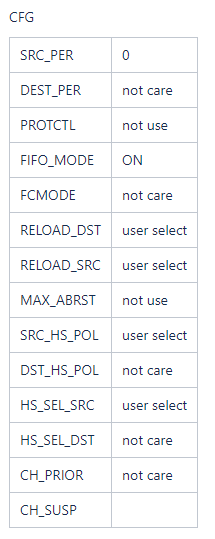 CFG
SRC_PER 0
DEST_PER not care
PROTCTL not use
FIFO_MODE ON
FCMODE not care
RELOAD_DST user select
RELOAD_SRC user select
MAX_ABRST not use
SRC_HS_POL user select
DST_HS_POL not care
HS_SEL_SRC user select
HS_SEL_DST not care
CH_PRIOR not care
CH_SUSP